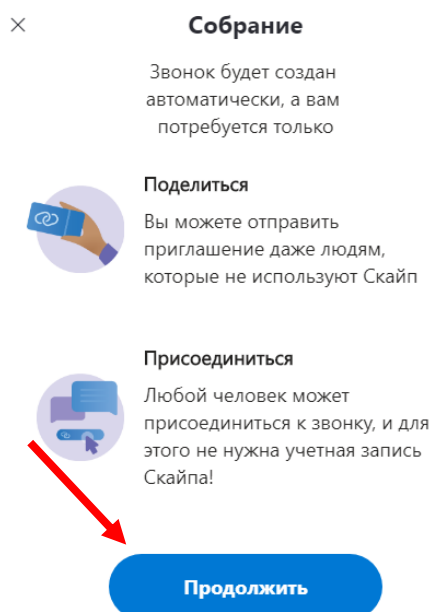 Собрание
Звонок будет создан
автоматически, а вам
потребуется только
Поделиться
Вы можете отправить
приглашение даже людям,
которые не используют Скайп
Присоединиться
Любой человек может
присоединиться к звонку, и для
этого не нужна учетная запись
Скайпа!
Продолжить